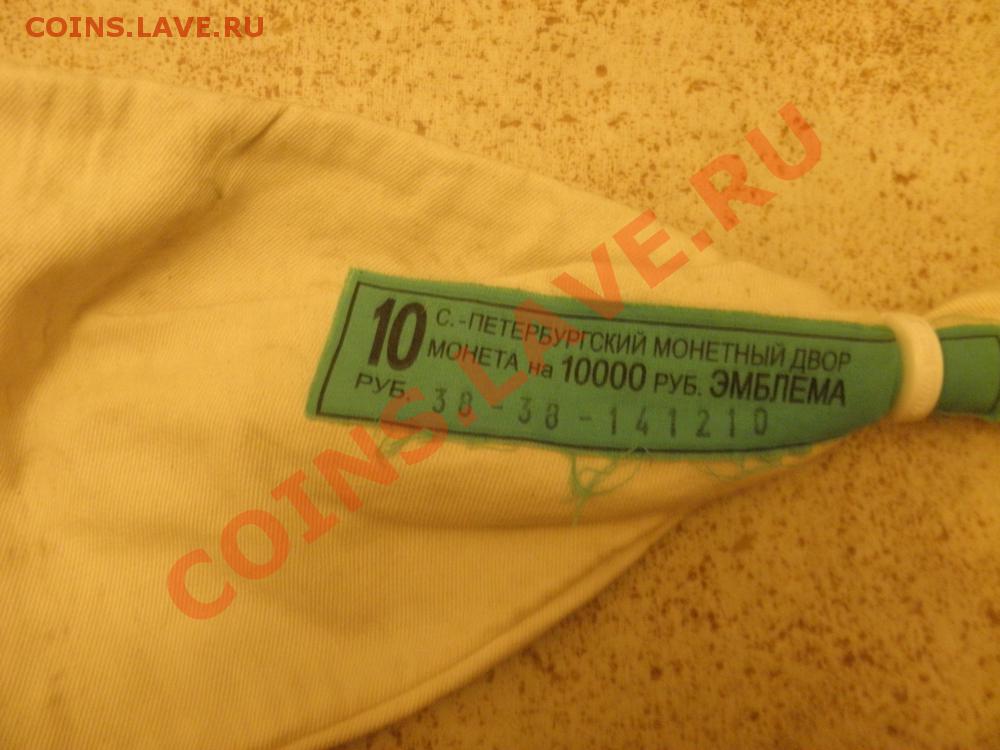 COINS.LAVE.RU
10 С.-ПЕТЕРБУРГСКИЙ МОНЕТНЫЙ ДВОР
МОНЕТА на 10000 РУБ. ЭМБЛЕМА
РУБ. 38-38-141210
COINS.LAVE.RU